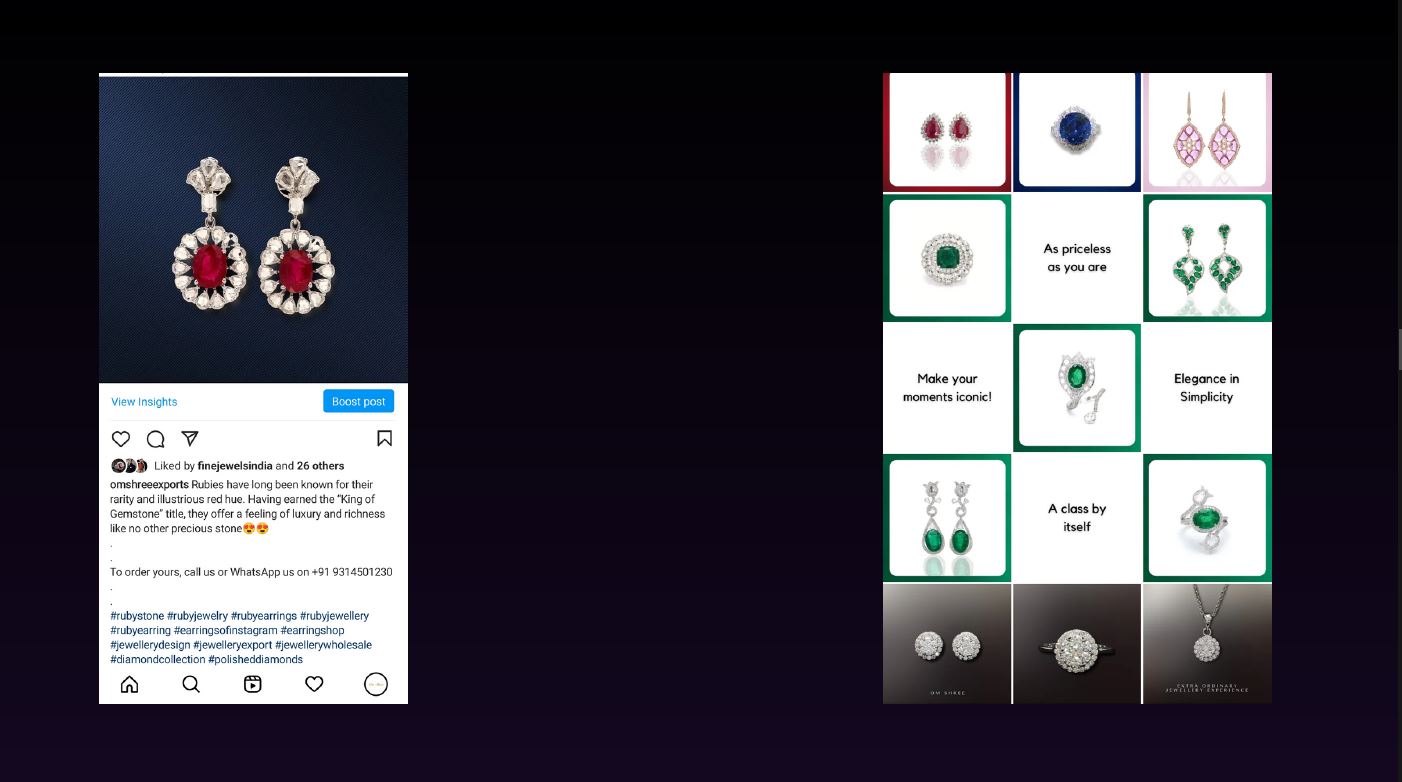 View Insights
Boost post
Liked by finejewelsindia and 26 others
omshreeexports Rubies have long been known for their
rarity and illustrious red hue. Having earned the “King of
Gemstone” title, they offer a feeling of luxury and richness
like no other precious stone😍😍
.
.
To order yours, call us or WhatsApp us on +91 9314501230
.
.
#rubystone #rubyjewelry #rubyearrings #rubyjewellery
#rubyearring #earringsofinstagram #earringshop
#jewellerydesign #jewelleryexport #jewellerywholesale
#diamondcollection #polisheddiamonds
As priceless
as you are
Make your
moments iconic!
Elegance in
Simplicity
A class by
itself
OM SHREE
EXTRA ORDINARY
JEWELLERY EXPERIENCE